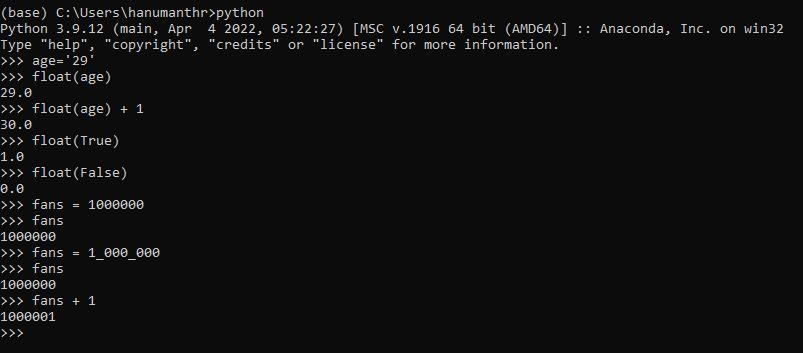 (base) C:\Users\hanumanthr>python
Python 3.9.12 (main, Apr  4 2022, 05:22:27) [MSC v.1916 64 bit (AMD64)] :: Anaconda, Inc. on win32
Type "help", "copyright", "credits" or "license" for more information.
>>> age='29'
>>> float(age)
29.0
>>> float(age) + 1
30.0
>>> float(True)
1.0
>>> float(False)
0.0
>>> fans = 1000000
>>> fans
1000000
>>> fans = 1_000_000
>>> fans
1000000
>>> fans + 1
1000001
>>>